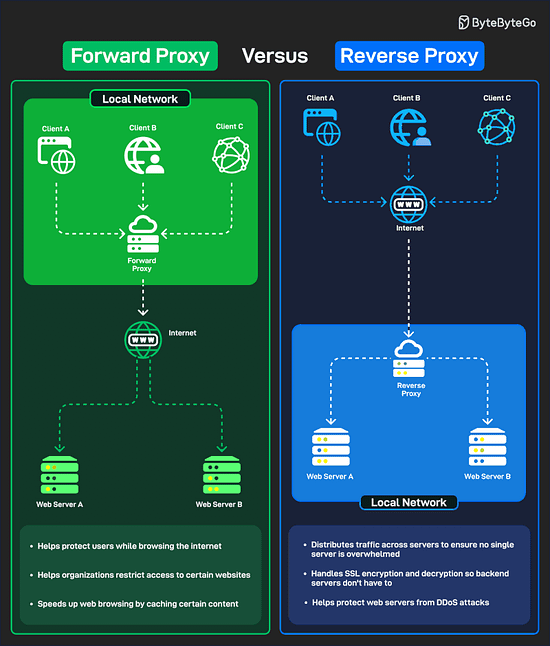 ByteByteGo
Forward Proxy Versus Reverse Proxy
Local Network
Client A
Client B
Client C
Forward
Proxy
WWW
Internet
Web Server A
Web Server B
• Helps protect users while browsing the internet
• Helps organizations restrict access to certain websites
• Speeds up web browsing by caching certain content
Client A
Client B
Client C
WWW
Internet
Reverse
Proxy
Web Server A
Web Server B
Local Network
• Distributes traffic across servers to ensure no single
server is overwhelmed
• Handles SSL encryption and decryption so backend
servers don't have to
• Helps protect web servers from DDoS attacks